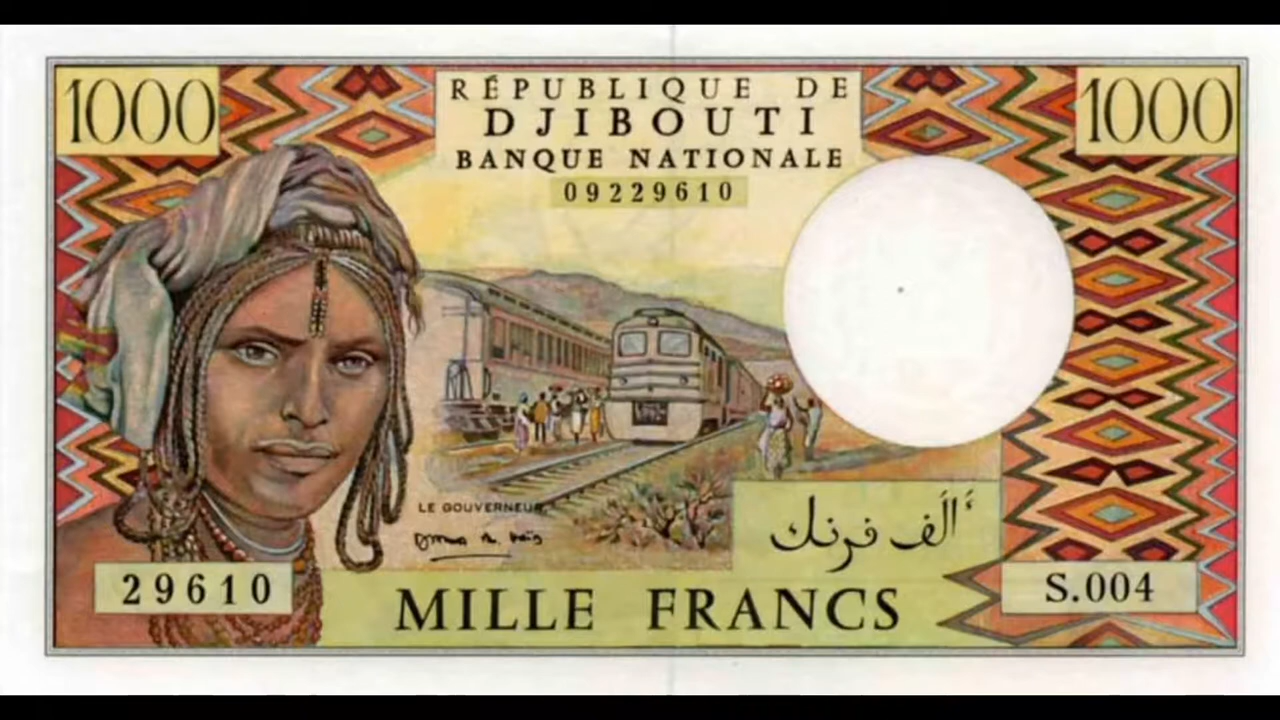 1000
RÉPUBLIQUE DE
DJIBOUTI
BANQUE NATIONALE
09229610
1000
LE GOUVERNEUR
ألف فرنك
29610
MILLE FRANCS
S.004